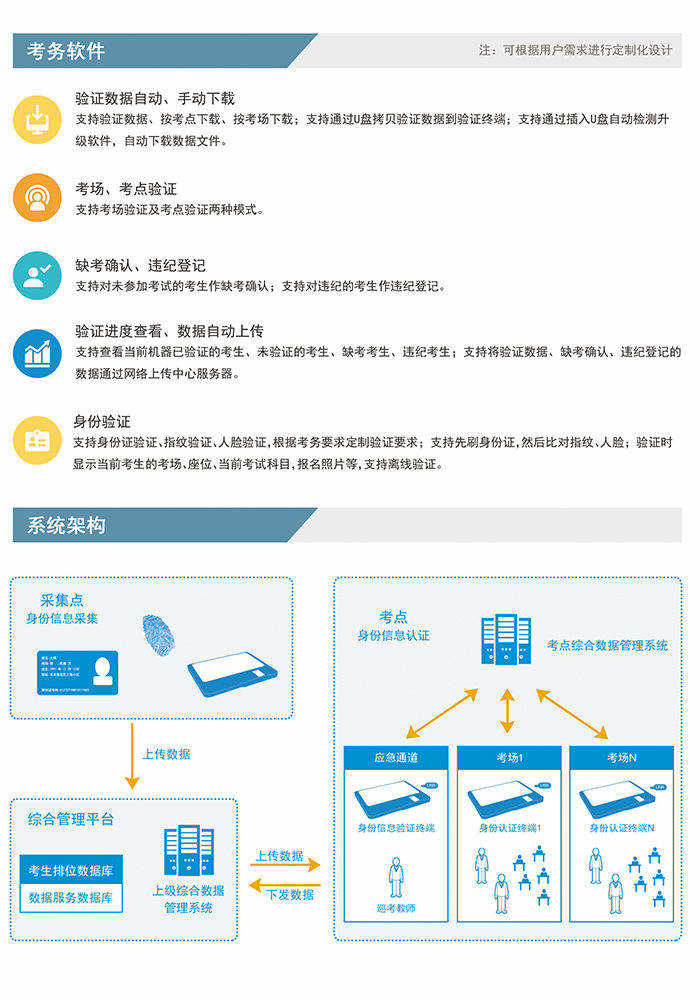 考务软件
注：可根据用户需求进行定制化设计
验证数据自动、手动下载
支持验证数据、按考点下载、按考场下载；支持通过U盘拷贝验证数据到验证终端；支持通过插入U盘自动检测升
级软件，自动下载数据文件。
考场、考点验证
支持考场验证及考点验证两种模式。
缺考确认、违纪登记
支持对未参加考试的考生作缺考确认；支持对违纪的考生作违纪登记。
验证进度查看、数据自动上传
支持查看当前机器已验证的考生、未验证的考生、缺考考生、违纪考生；支持将验证数据、缺考确认、违纪登记的
数据通过网络上传中心服务器。
身份验证
支持身份证验证、指纹验证、人脸验证，根据考务要求定制验证要求；支持先刷身份证，然后比对指纹、人脸；验证时
显示当前考生的考场、座位、当前考试科目，报名照片等，支持离线验证。
系统架构
采集点
身份信息采集
上传数据
综合管理平台
考生排位数据库
数据服务数据库
上级综合数据
管理系统
上传数据
下发数据
考点
身份信息认证
考点综合数据管理系统
应急通道
身份信息验证终端
巡考教师
考场1
身份认证终端1
考场N
身份认证终端N